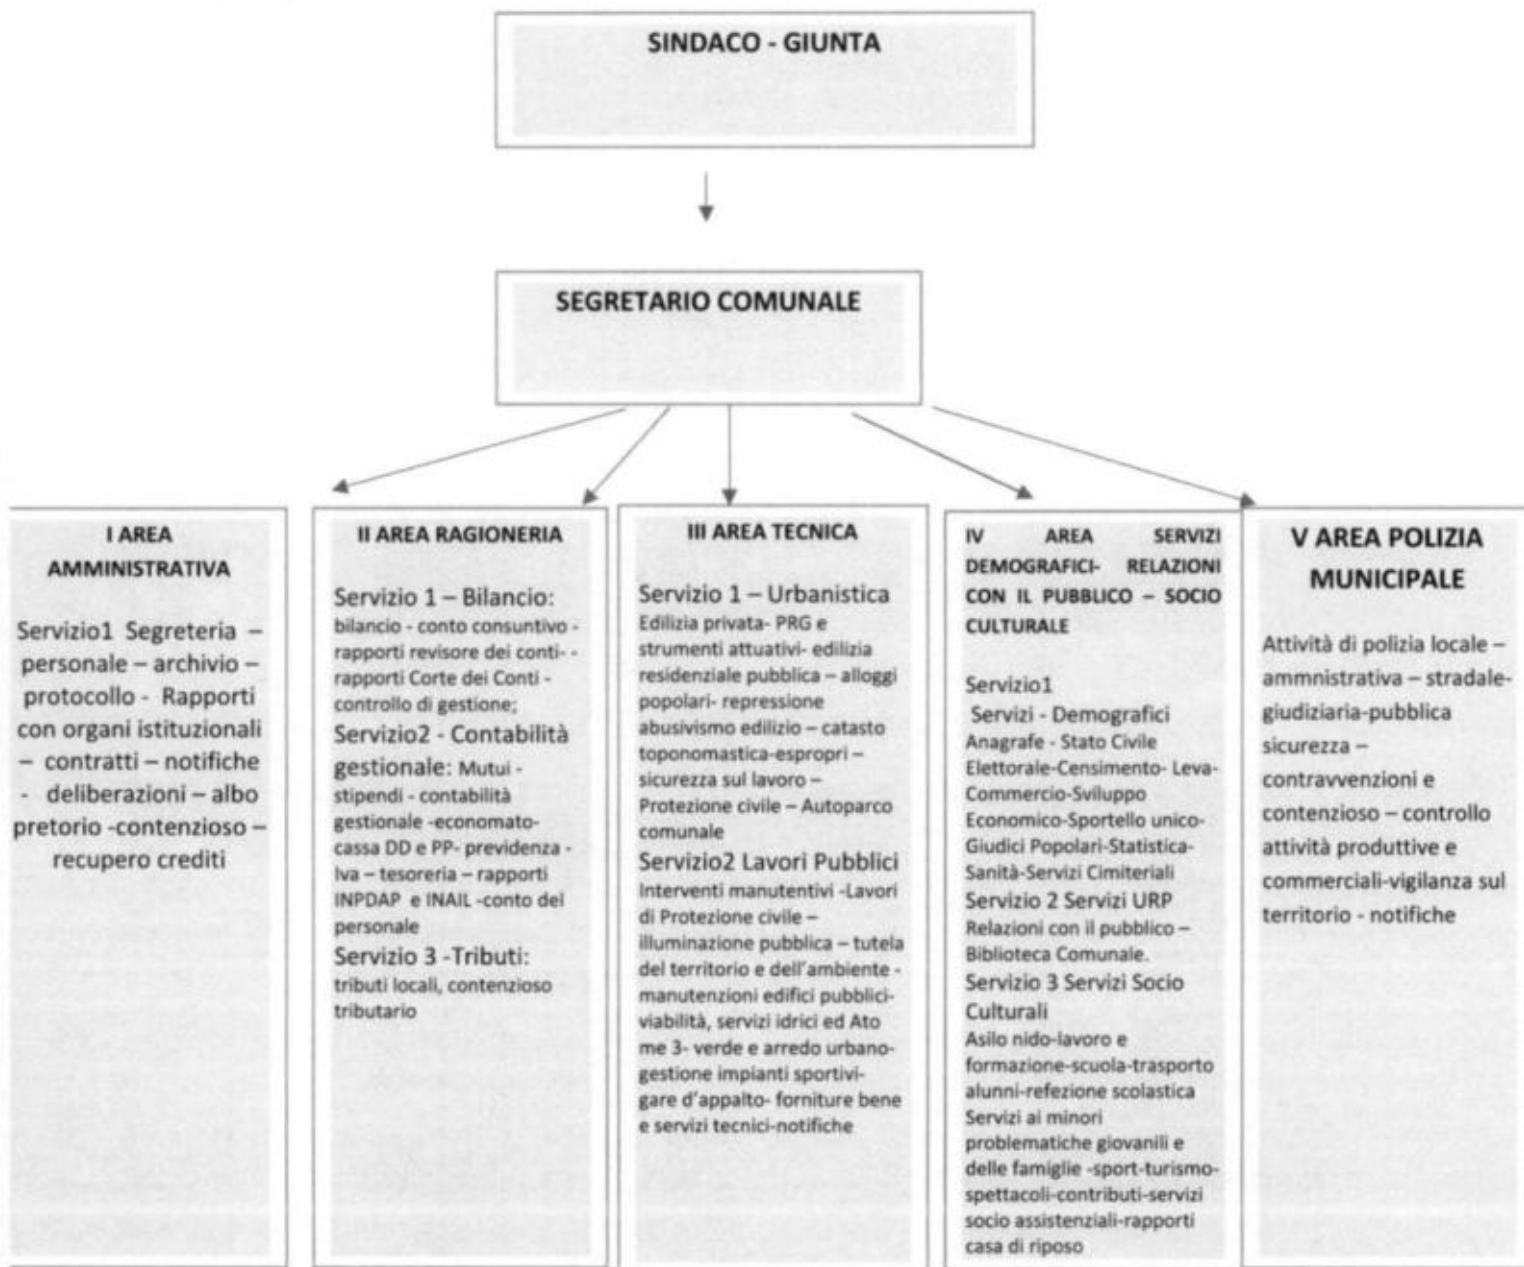 SINDACO - GIUNTA
SEGRETARIO COMUNALE
I AREA
AMMINISTRATIVA
Servizio1 Segreteria –
personale – archivio –
protocollo - Rapporti
con organi istituzionali
– contratti – notifiche
- deliberazioni – albo
pretorio -contenzioso –
recupero crediti
II AREA RAGIONERIA
Servizio 1 – Bilancio:
bilancio - conto consuntivo -
rapporti revisore dei conti- -
rapporti Corte dei Conti -
controllo di gestione;
Servizio2 - Contabilità
gestionale: Mutui -
stipendi - contabilità
gestionale -economato-
cassa DD e PP- previdenza -
Iva – tesoreria – rapporti
INPDAP e INAIL -conto del
personale
Servizio 3 -Tributi:
tributi locali, contenzioso
tributario
III AREA TECNICA
Servizio 1 – Urbanistica
Edilizia privata- PRG e
strumenti attuativi- edilizia
residenziale pubblica – alloggi
popolari- repressione
abusivismo edilizio – catasto
toponomastica-espropri –
sicurezza sul lavoro –
Protezione civile – Autoparco
comunale
Servizio2 Lavori Pubblici
Interventi manutentivi -Lavori
di Protezione civile –
illuminazione pubblica – tutela
del territorio e dell'ambiente -
manutenzioni edifici pubblici-
viabilità, servizi idrici ed Ato
me 3- verde e arredo urbano-
gestione impianti sportivi-
gare d'appalto- forniture bene
e servizi tecnici-notifiche
IV AREA SERVIZI
DEMOGRAFICI- RELAZIONI
CON IL PUBBLICO – SOCIO
CULTURALE
Servizio1
Servizi - Demografici
Anagrafe - Stato Civile
Elettorale-Censimento- Leva-
Commercio-Sviluppo
Economico-Sportello unico-
Giudici Popolari-Statistica-
Sanità-Servizi Cimiteriali
Servizio 2 Servizi URP
Relazioni con il pubblico –
Biblioteca Comunale.
Servizio 3 Servizi Socio
Culturali
Asilo nido-lavoro e
formazione-scuola-trasporto
alunni-refezione scolastica
Servizi ai minori
problematiche giovanili e
delle famiglie -sport-turismo-
spettacoli-contributi-servizi
socio assistenziali-rapporti
casa di riposo
V AREA POLIZIA
MUNICIPALE
Attività di polizia locale –
ammnistrativa – stradale-
giudiziaria-pubblica
sicurezza –
contravvenzioni e
contenzioso – controllo
attività produttive e
commerciali-vigilanza sul
territorio - notifiche